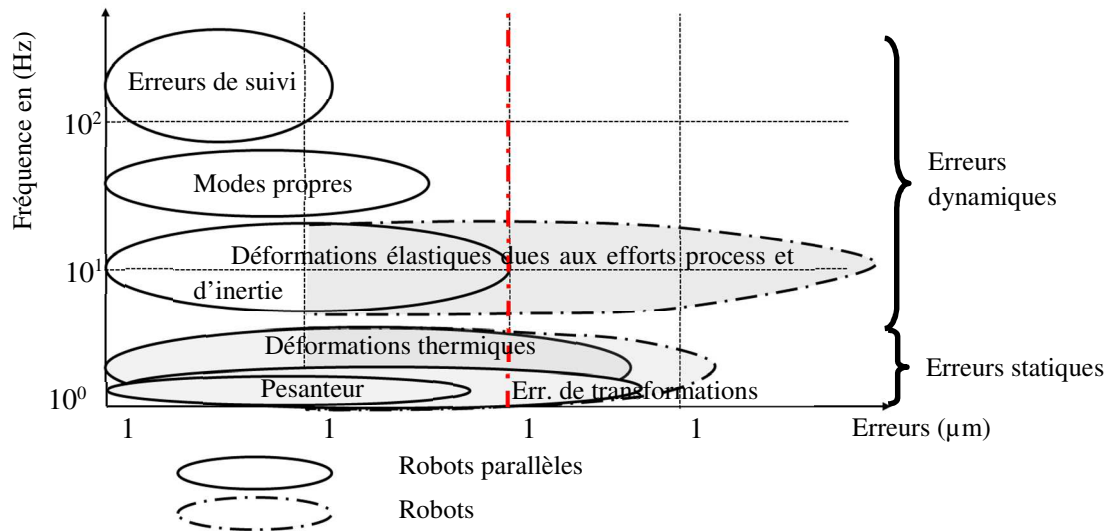 Fréquence en (Hz)
Erreurs de suivi
10²
Modes propres
Erreurs
dynamiques
Déformations élastiques dues aux efforts process et
10¹
d’inertie
Déformations thermiques
Erreurs statiques
Pesanteur
Err. de transformations
10⁰
1 1 1 1 Erreurs (µm)
Robots parallèles
Robots